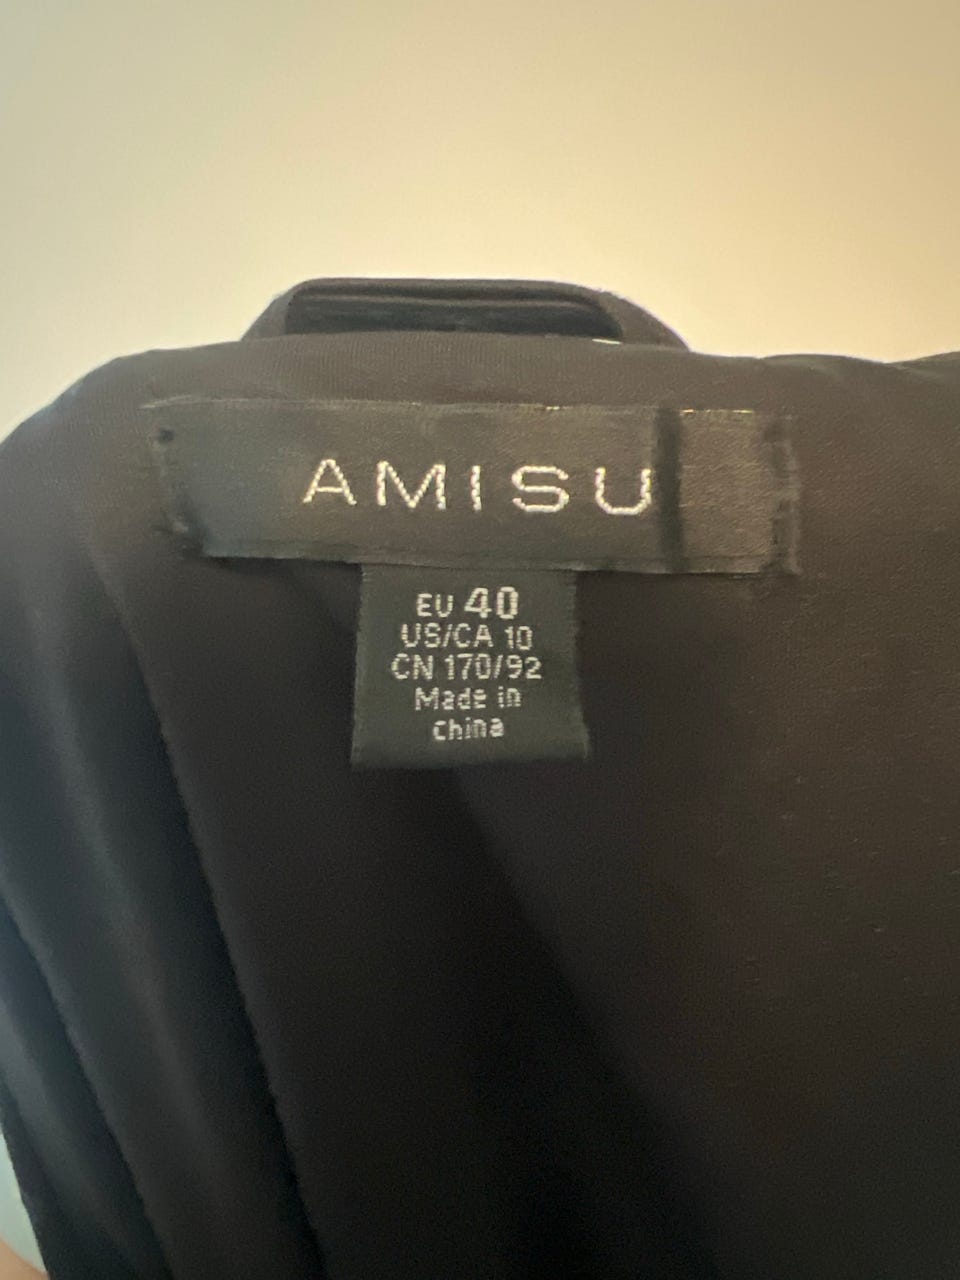 AMISU
EU 40
US/CA 10
CN 170/92
Made in
China